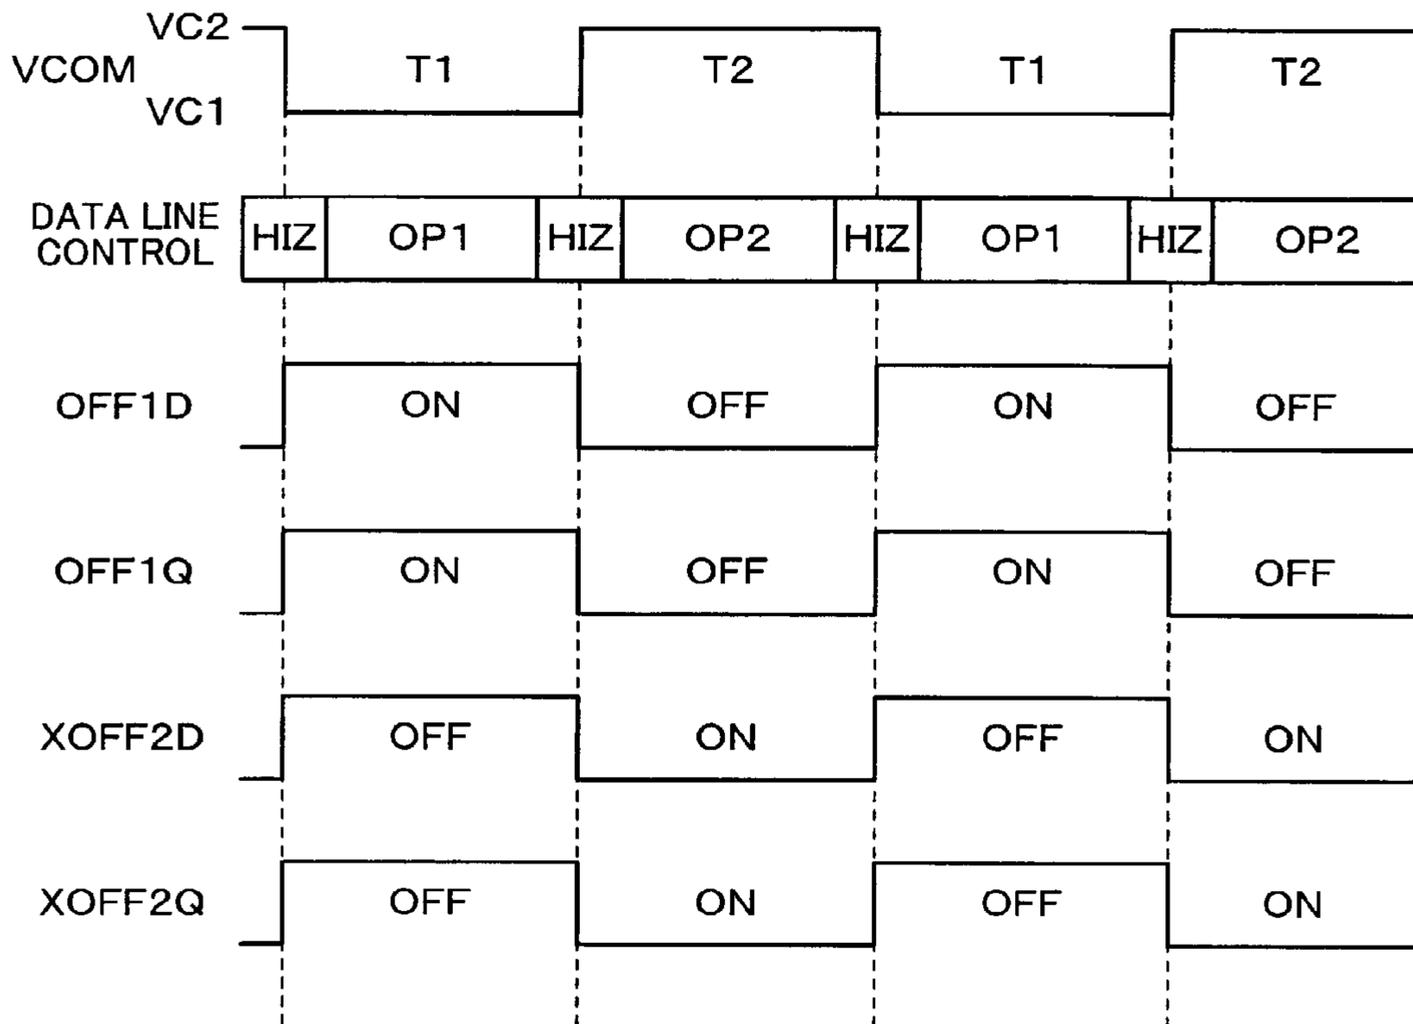 VC2
VCOM T1 T2 T1 T2
VC1
DATA LINE
CONTROL
HIZ OP1 HIZ OP2 HIZ OP1 HIZ OP2
OFF1D ON OFF ON OFF
OFF1Q ON OFF ON OFF
XOFF2D OFF ON OFF ON
XOFF2Q OFF ON OFF ON